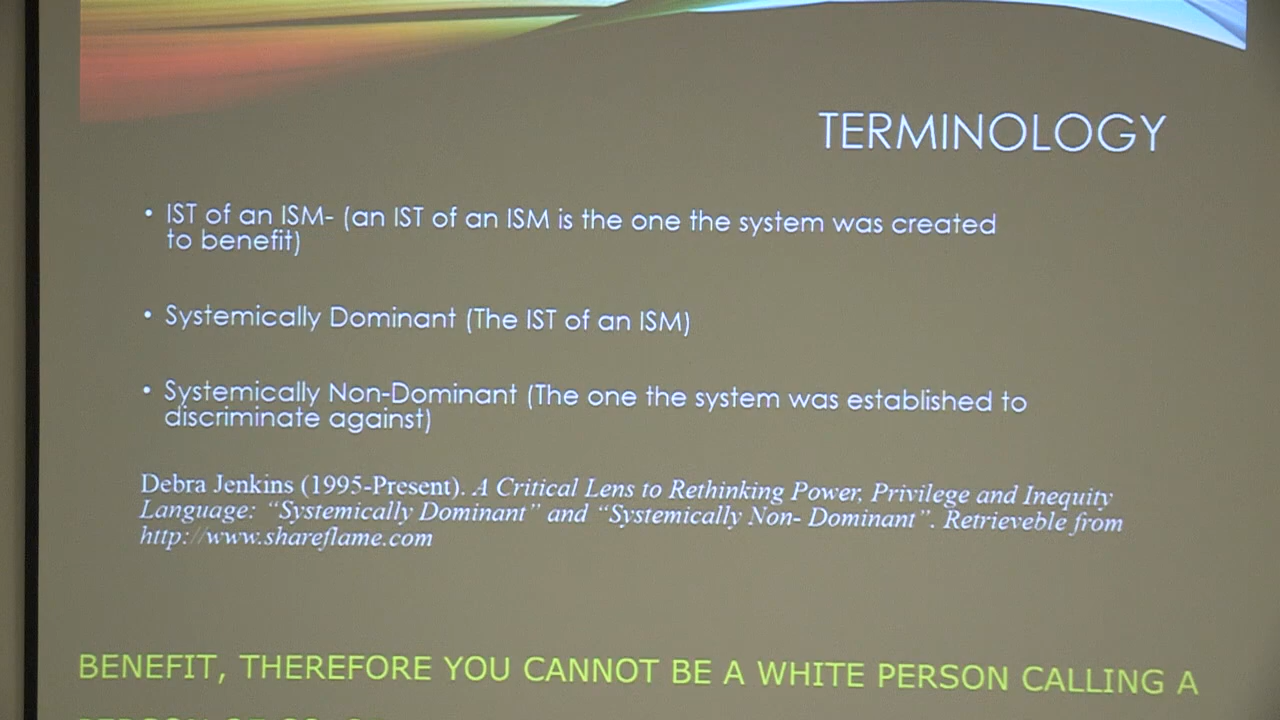 TERMINOLOGY
• IST of an ISM- (an IST of an ISM is the one the system was created
to benefit)
• Systemically Dominant (The IST of an ISM)
• Systemically Non-Dominant (The one the system was established to
discriminate against)
Debra Jenkins (1995-Present). A Critical Lens to Rethinking Power, Privilege and Inequity
Language: “Systemically Dominant” and “Systemically Non- Dominant”. Retrieveble from
http://www.shareflame.com
BENEFIT, THEREFORE YOU CANNOT BE A WHITE PERSON CALLING A